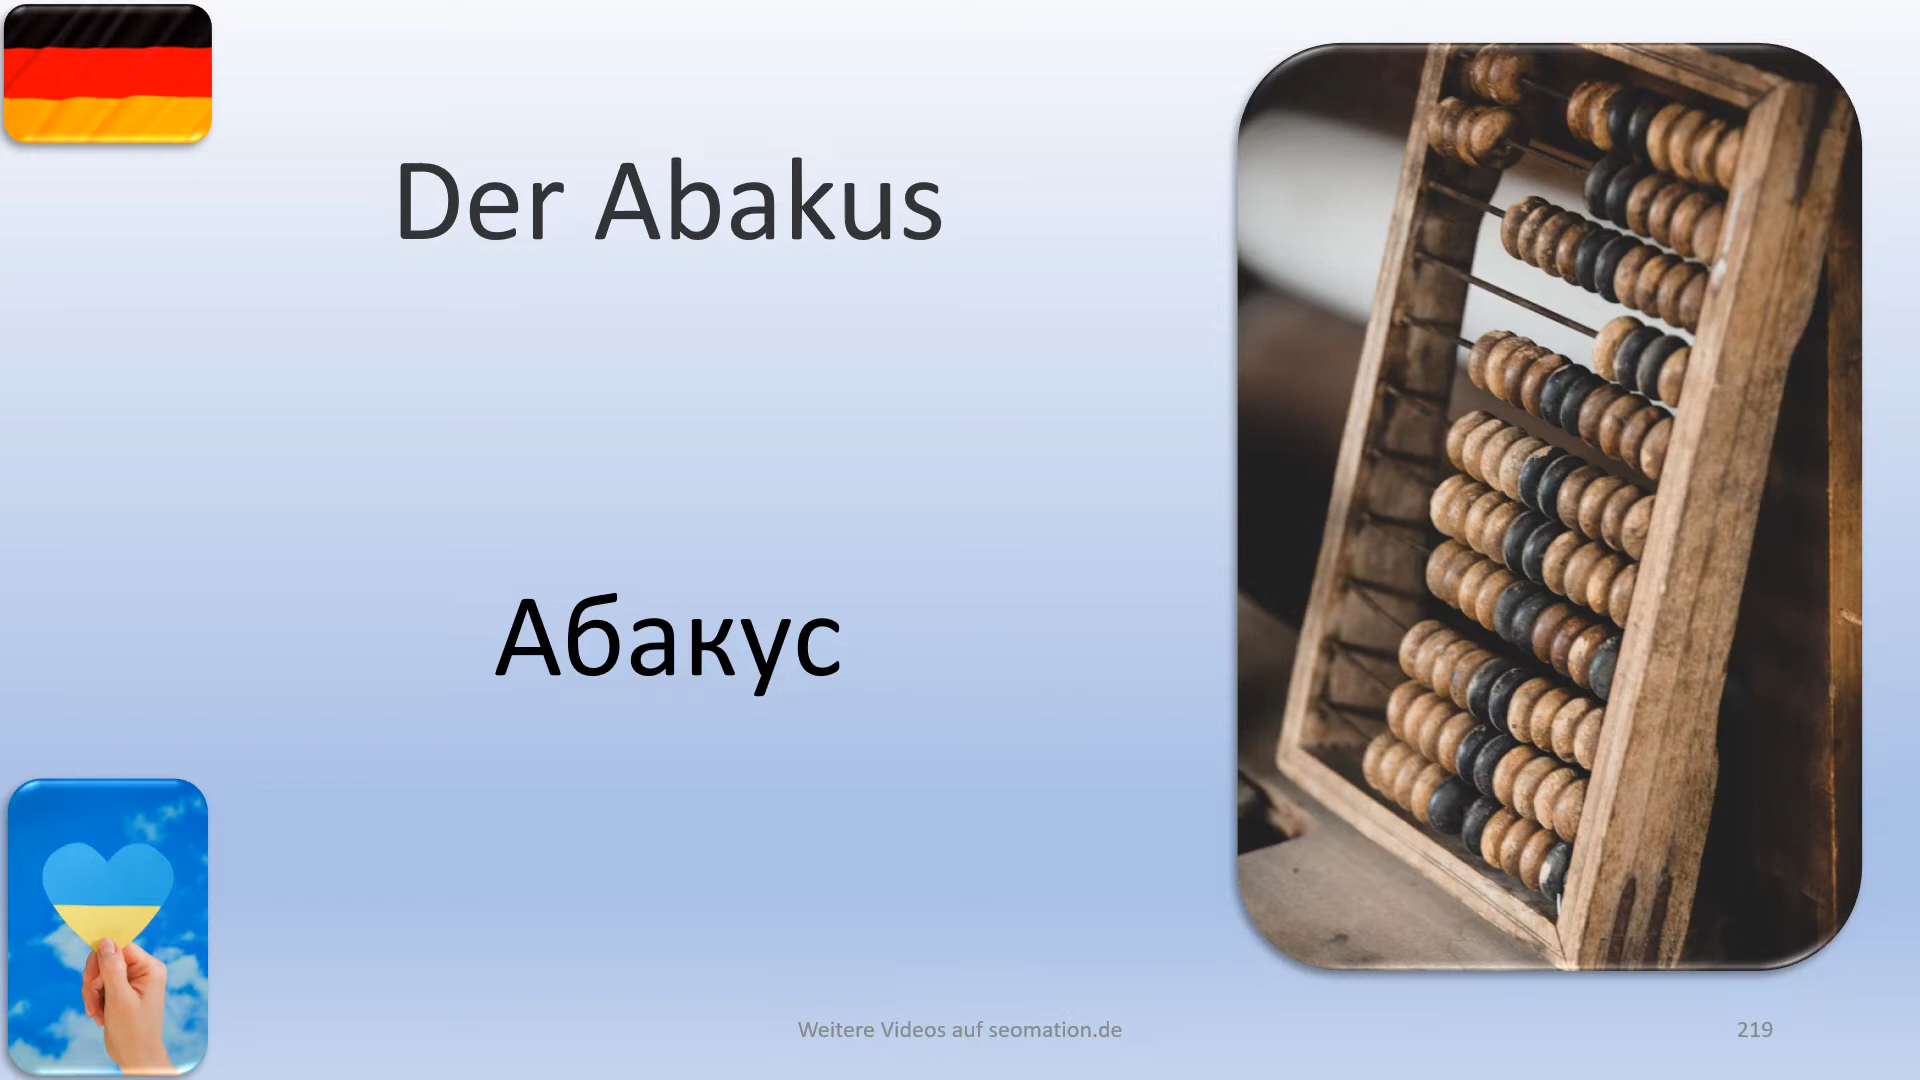 Der Abakus
Абакус
Weitere Videos auf seomation.de
219